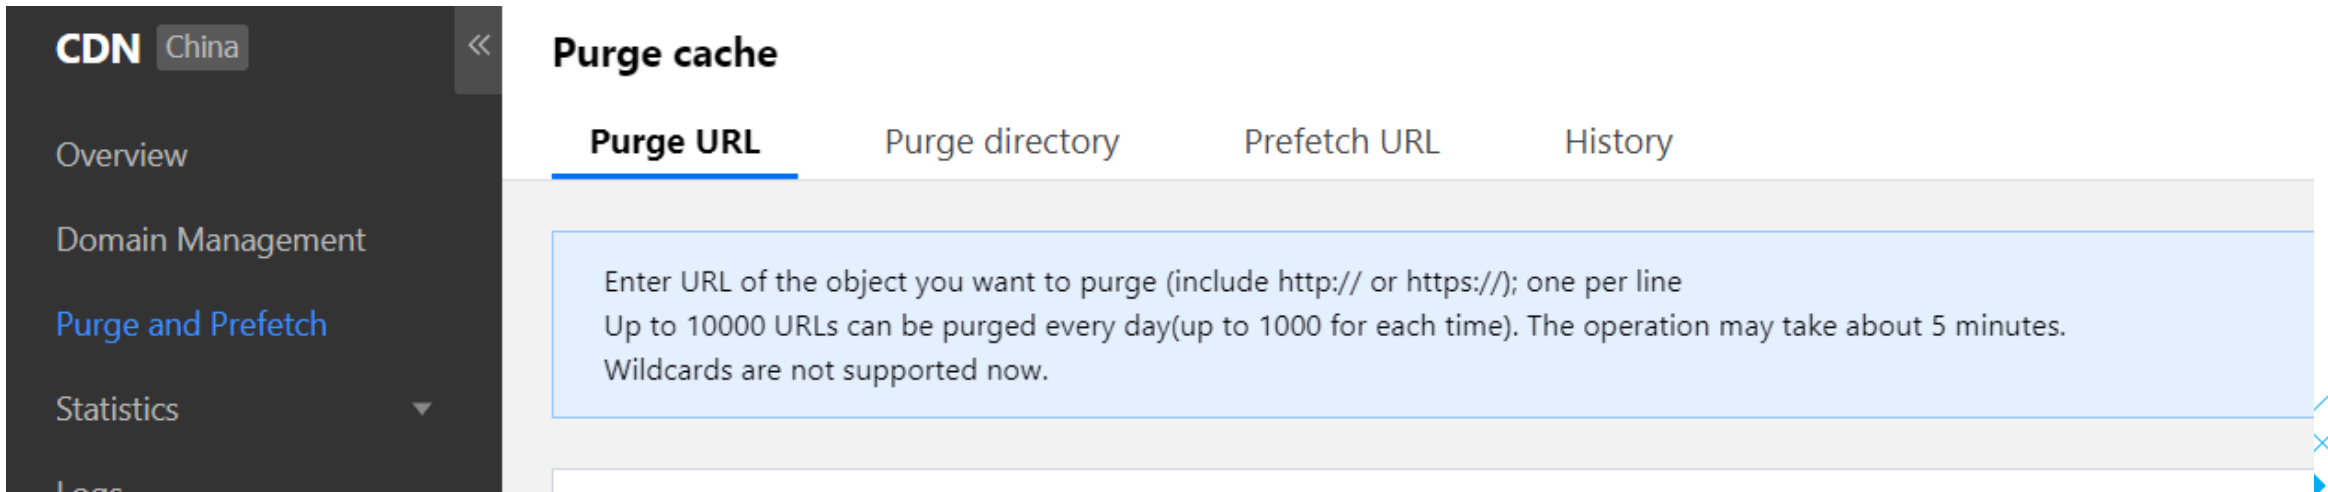 CDN China
Overview
Domain Management
Purge and Prefetch
Statistics
Logs
Purge cache
Purge URL Purge directory Prefetch URL History
Enter URL of the object you want to purge (include http:// or https://); one per line
Up to 10000 URLs can be purged every day(up to 1000 for each time). The operation may take about 5 minutes.
Wildcards are not supported now.